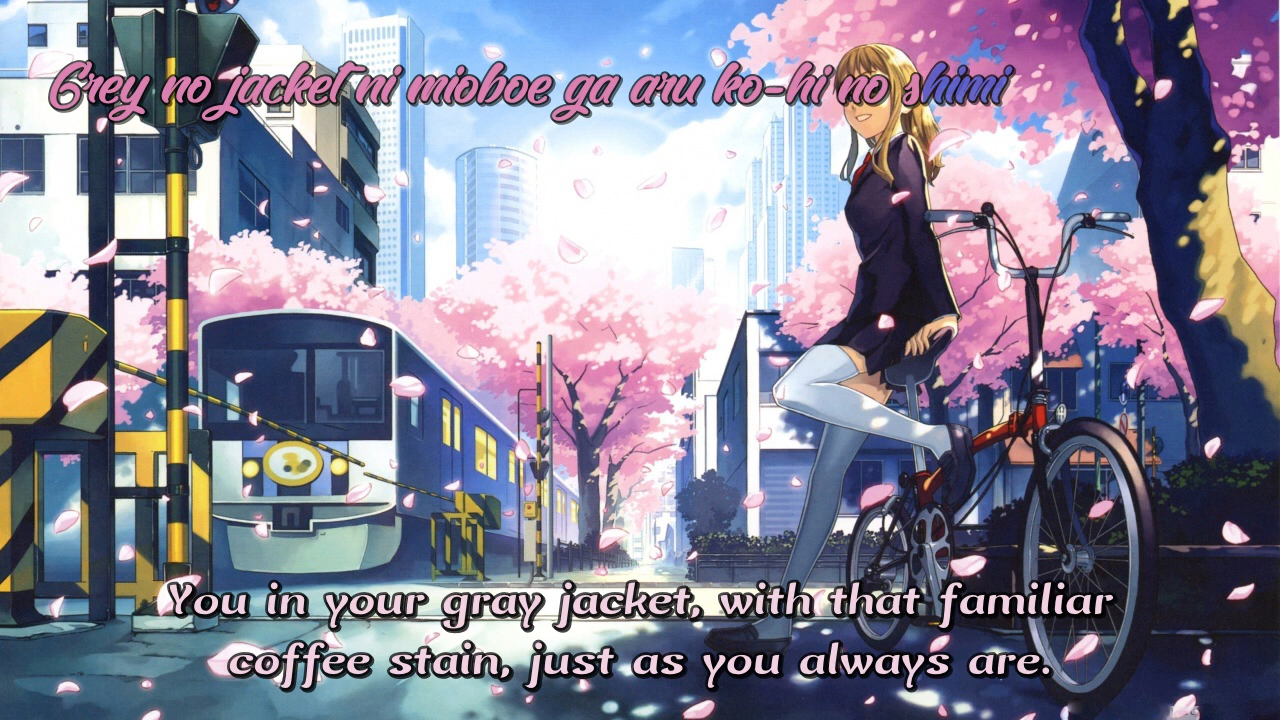 Grey no jacket ni mioboe ga aru ko-hi no shimi
You in your gray jacket, with that familiar
coffee stain, just as you always are.